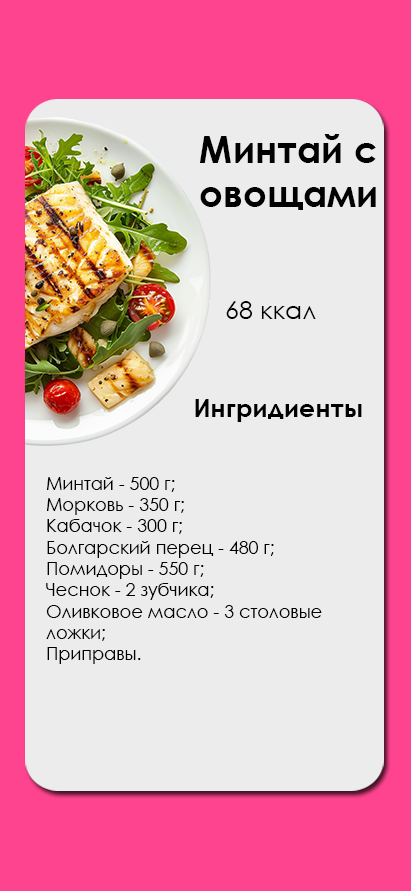 Минтай с
овощами
68 ккал
Ингридиенты
Минтай - 500 г;
Морковь - 350 г;
Кабачок - 300 г;
Болгарский перец - 480 г;
Помидоры - 550 г;
Чеснок - 2 зубчика;
Оливковое масло - 3 столовые
ложки;
Приправы.